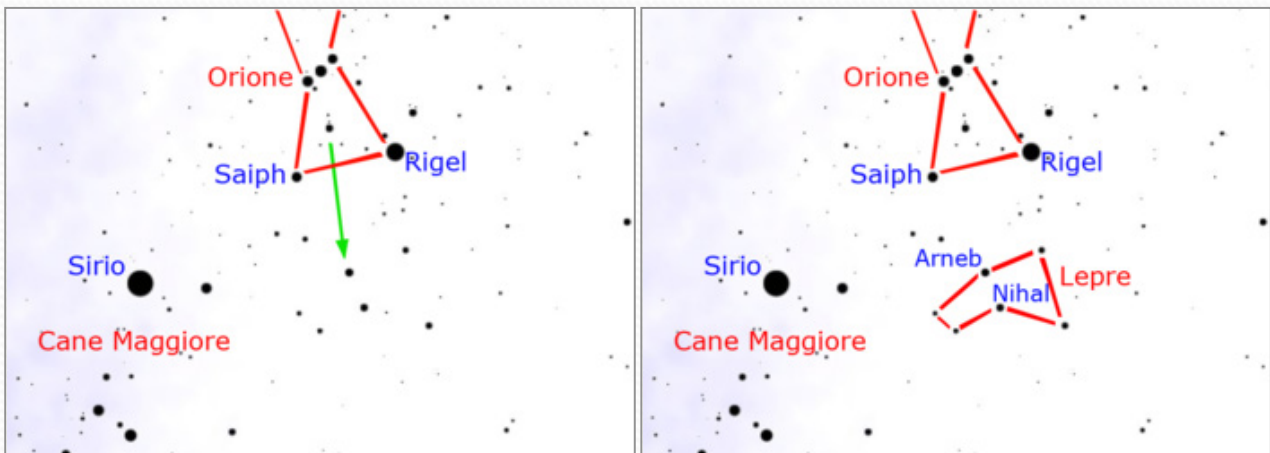 Orione
Saiph
Rigel
Sirio
Cane Maggiore
Orione
Saiph
Rigel
Arneb
Sirio
Lepre
Nihal
Cane Maggiore